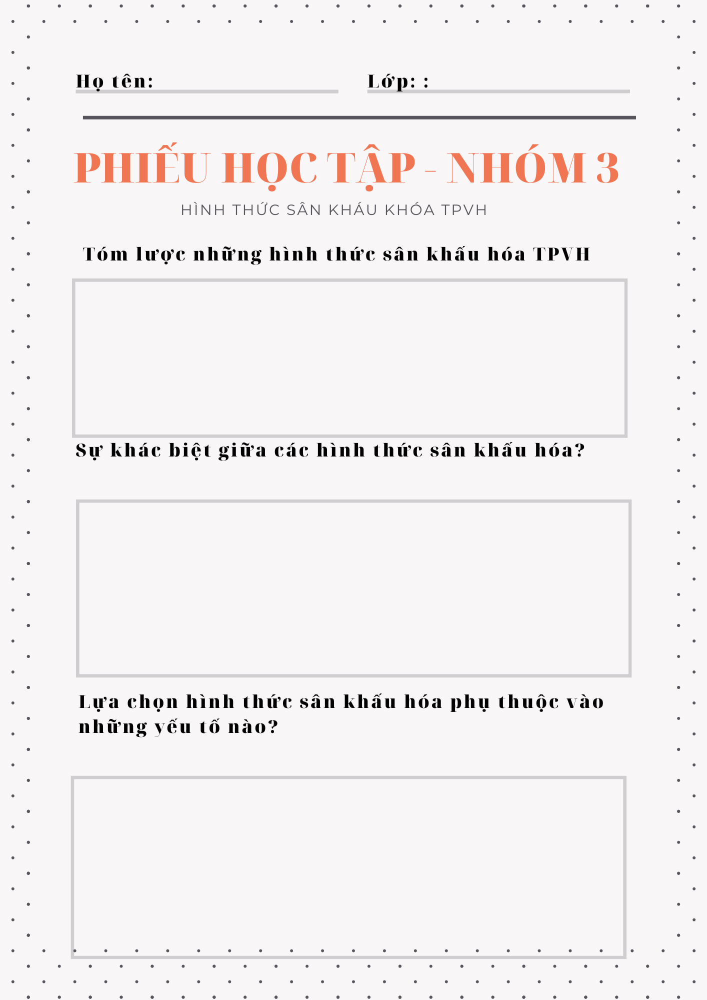 Họ tên:
Lớp: :
PHIẾU HỌC TẬP - NHÓM 3
HÌNH THỨC SÂN KHÁU KHÓA TPVH
Tóm lược những hình thức sân khấu hóa TPVH
Sự khác biệt giữa các hình thức sân khấu hóa?
Lựa chọn hình thức sân khấu hóa phụ thuộc vào
những yếu tố nào?